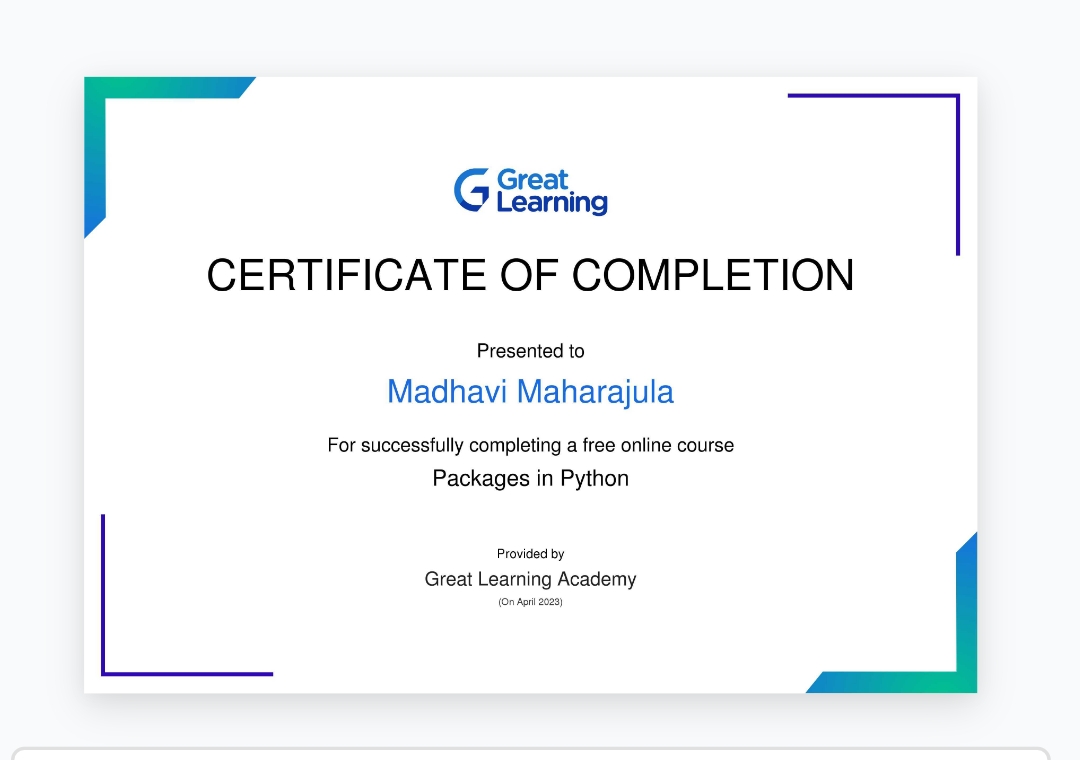 Great
Learning
CERTIFICATE OF COMPLETION
Presented to
Madhavi Maharajula
For successfully completing a free online course
Packages in Python
Provided by
Great Learning Academy
(On April 2023)